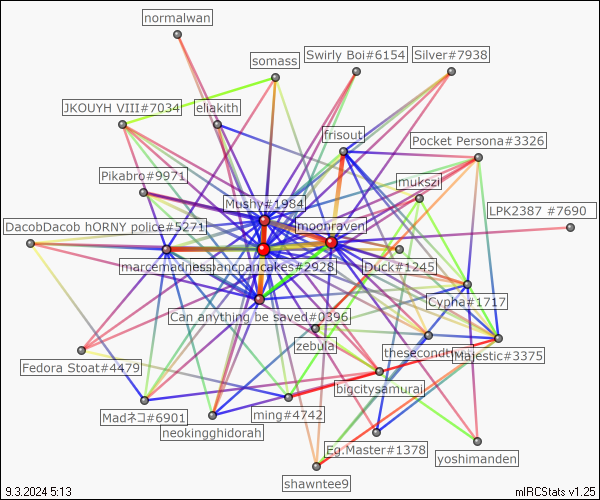 normalwan
somass
Swirly Boi#6154
Silver#7938
JKOUYH VIII#7034
eliakith
frisout
Pocket Persona#3326
Pikabro#9971
mukszi
Mushy#1984
LPK2387 #7690
DacobDacob hORNY police#5271
moonraven
marcemadness
pancpancakes#2928
Duck#1245
Cypha#1717
Can anything be saved#0396
zebula
Majestic#3375
Fedora Stoat#4479
bigcitysamurai
Madネコ#6901
ming#4742
neokingghidorah
Eg.Master#1378
yoshimanden
shawntee9
9.3.2024 5:13
mIRCStats v1.25